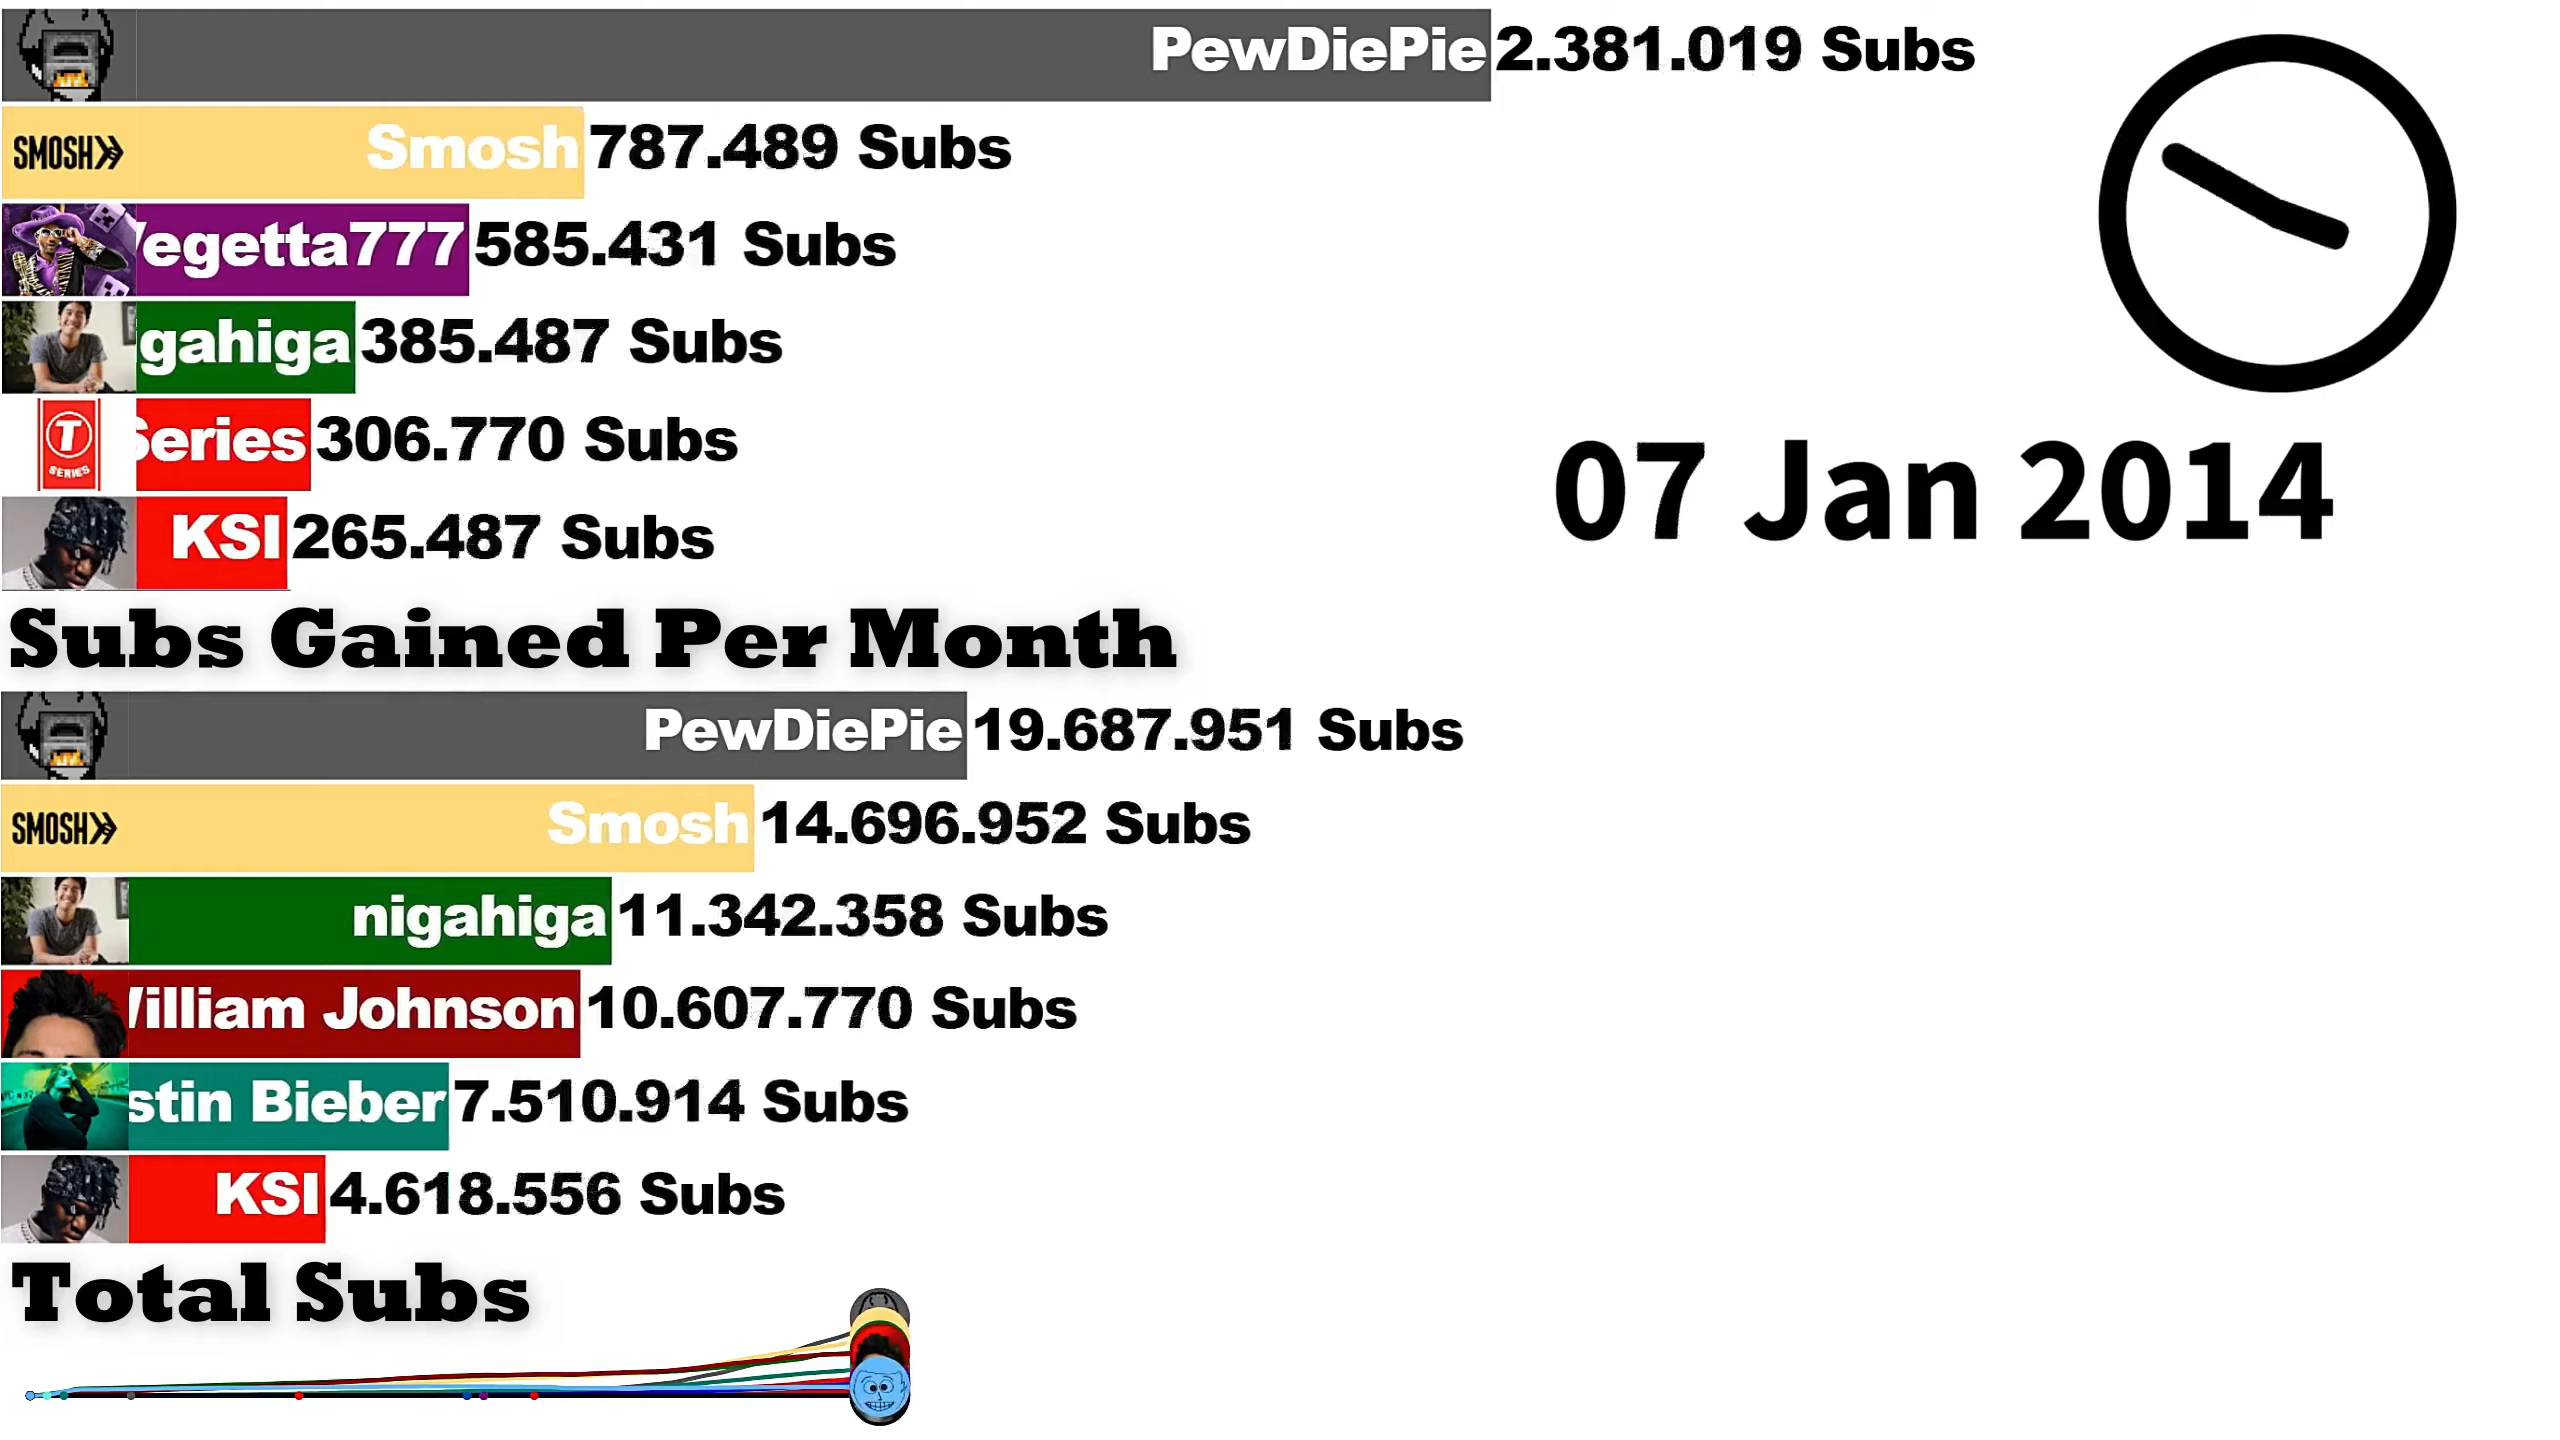 PewDiePie 2.381.019 Subs
SMOSH Smosh 787.489 Subs
Vegetta777 585.431 Subs
gahiga 385.487 Subs
T SERIES Series 306.770 Subs
KSI 265.487 Subs
07 Jan 2014
Subs Gained Per Month
PewDiePie 19.687.951 Subs
SMOSH Smosh 14.696.952 Subs
nigahiga 11.342.358 Subs
illiam Johnson 10.607.770 Subs
stin Bieber 7.510.914 Subs
KSI 4.618.556 Subs
Total Subs